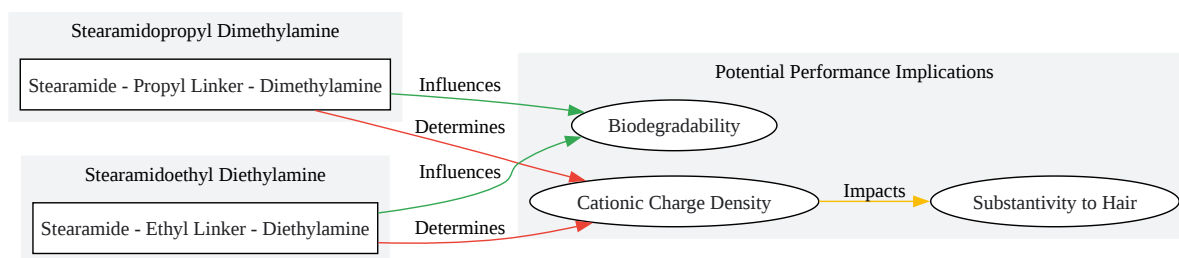 Stearamidopropyl Dimethylamine
Stearamide - Propyl Linker - Dimethylamine
Stearamidoethyl Diethylamine
Stearamide - Ethyl Linker - Diethylamine
Influences
Determines
Influences
Determines
Potential Performance Implications
Biodegradability
Cationic Charge Density
Impacts
Substantivity to Hair